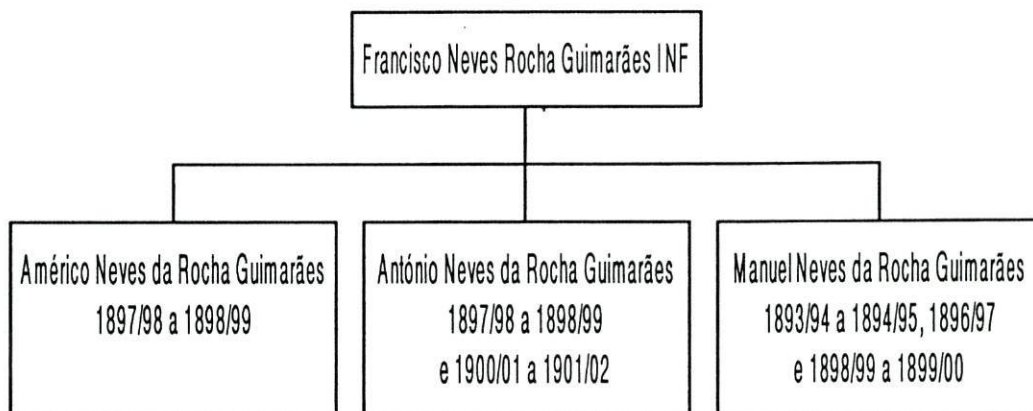 Francisco Neves Rocha Guimarães INF
Américo Neves da Rocha Guimarães
1897/98 a 1898/99
António Neves da Rocha Guimarães
1897/98 a 1898/99
e 1900/01 a 1901/02
Manuel Neves da Rocha Guimarães
1893/94 a 1894/95, 1896/97
e 1898/99 a 1899/00